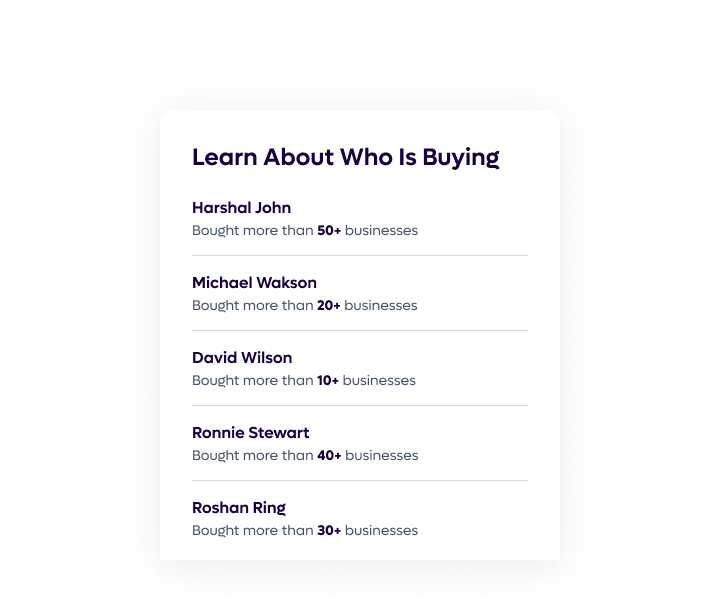 Learn About Who Is Buying
Harshal John
Bought more than 50+ businesses
Michael Wakson
Bought more than 20+ businesses
David Wilson
Bought more than 10+ businesses
Ronnie Stewart
Bought more than 40+ businesses
Roshan Ring
Bought more than 30+ businesses